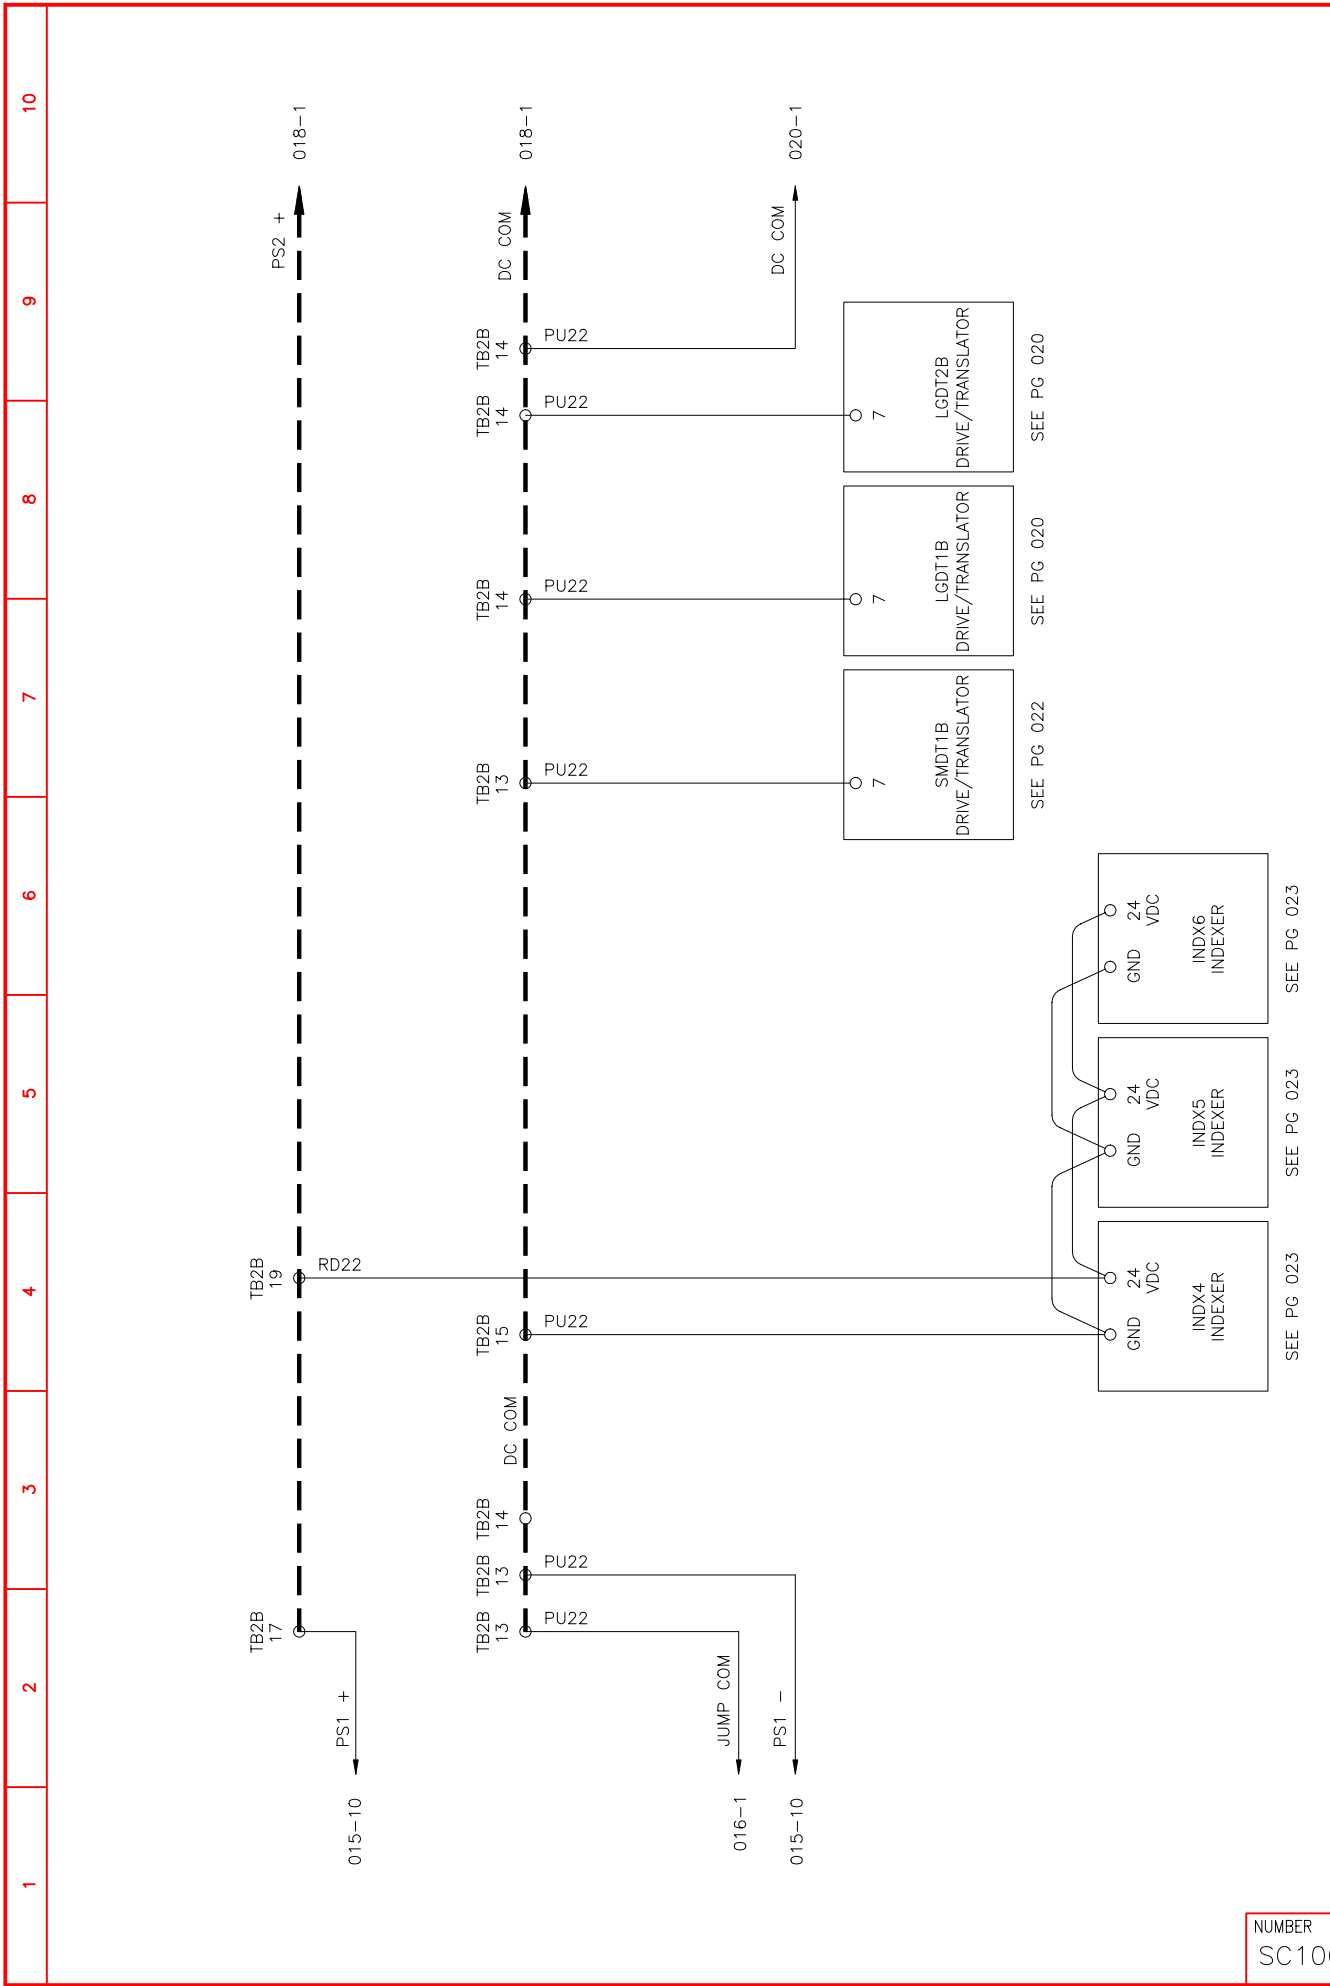 10
9
8
7
6
5
4
3
2
1
018-1
PS2 +
TB2B
19
RD22
TB2B
17
PS1 +
015-10
018-1
DC COM
TB2B
14
PU22
TB2B
14
PU22
TB2B
14
PU22
TB2B
13
PU22
TB2B
15
PU22
DC COM
TB2B
14
TB2B
13
PU22
TB2B
13
PU22
JUMP COM
016-1
PS1 -
015-10
020-1
DC COM
7
LGDT2B
DRIVE/TRANSLATOR
SEE PG 020
7
LGDT1B
DRIVE/TRANSLATOR
SEE PG 020
7
SMDT1B
DRIVE/TRANSLATOR
SEE PG 022
24
VDC
GND
INDX6
INDEXER
SEE PG 023
24
VDC
GND
INDX5
INDEXER
SEE PG 023
24
VDC
GND
INDX4
INDEXER
SEE PG 023
NUMBER